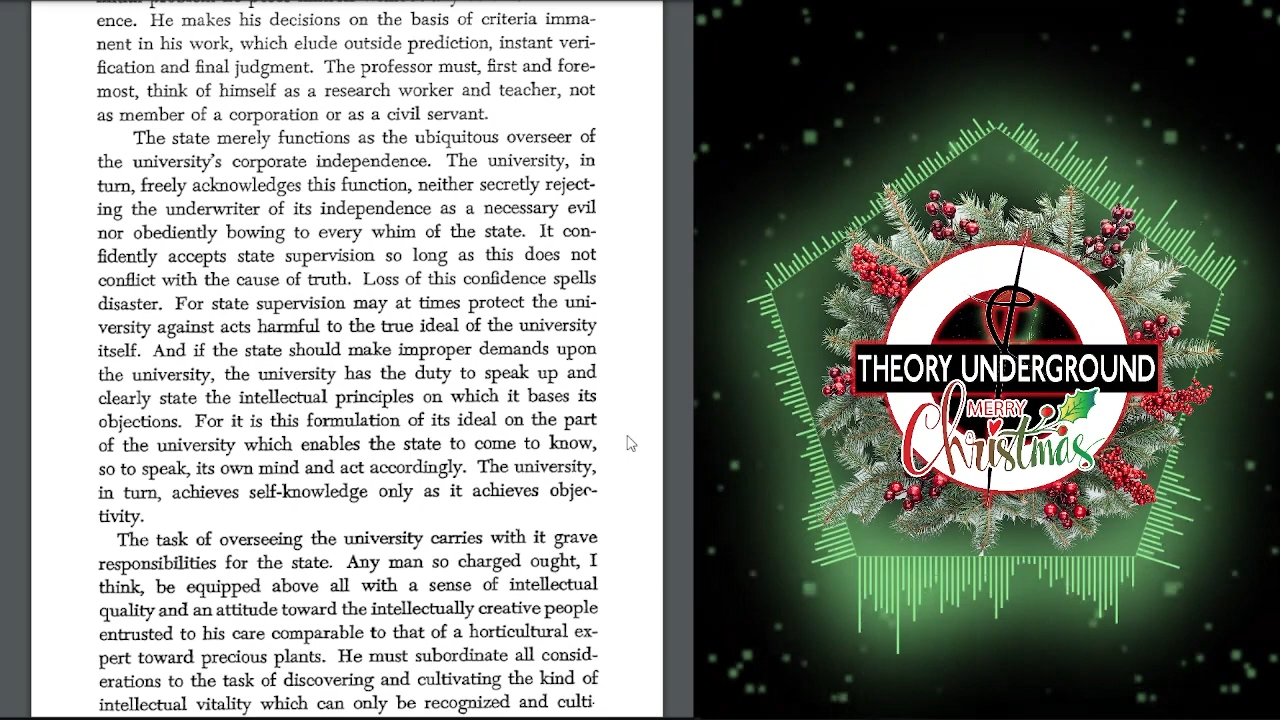 ence. He makes his decisions on the basis of criteria imma-
nent in his work, which elude outside prediction, instant veri-
fication and final judgment. The professor must, first and fore-
most, think of himself as a research worker and teacher, not
as member of a corporation or as a civil servant.
The state merely functions as the ubiquitous overseer of
the university's corporate independence. The university, in
turn, freely acknowledges this function, neither secretly reject-
ing the underwriter of its independence as a necessary evil
nor obediently bowing to every whim of the state. It con-
fidently accepts state supervision so long as this does not
conflict with the cause of truth. Loss of this confidence spells
disaster. For state supervision may at times protect the uni-
versity against acts harmful to the true ideal of the university
itself. And if the state should make improper demands upon
the university, the university has the duty to speak up and
clearly state the intellectual principles on which it bases its
objections. For it is this formulation of its ideal on the part
of the university which enables the state to come to know,
so to speak, its own mind and act accordingly. The university,
in turn, achieves self-knowledge only as it achieves objec-
tivity.
The task of overseeing the university carries with it grave
responsibilities for the state. Any man so charged ought, I
think, be equipped above all with a sense of intellectual
quality and an attitude toward the intellectually creative people
entrusted to his care comparable to that of a horticultural ex-
pert toward precious plants. He must subordinate all consid-
erations to the task of discovering and cultivating the kind of
intellectual vitality which can only be recognized and culti-
THEORY UNDERGROUND
MERRY
Christmas